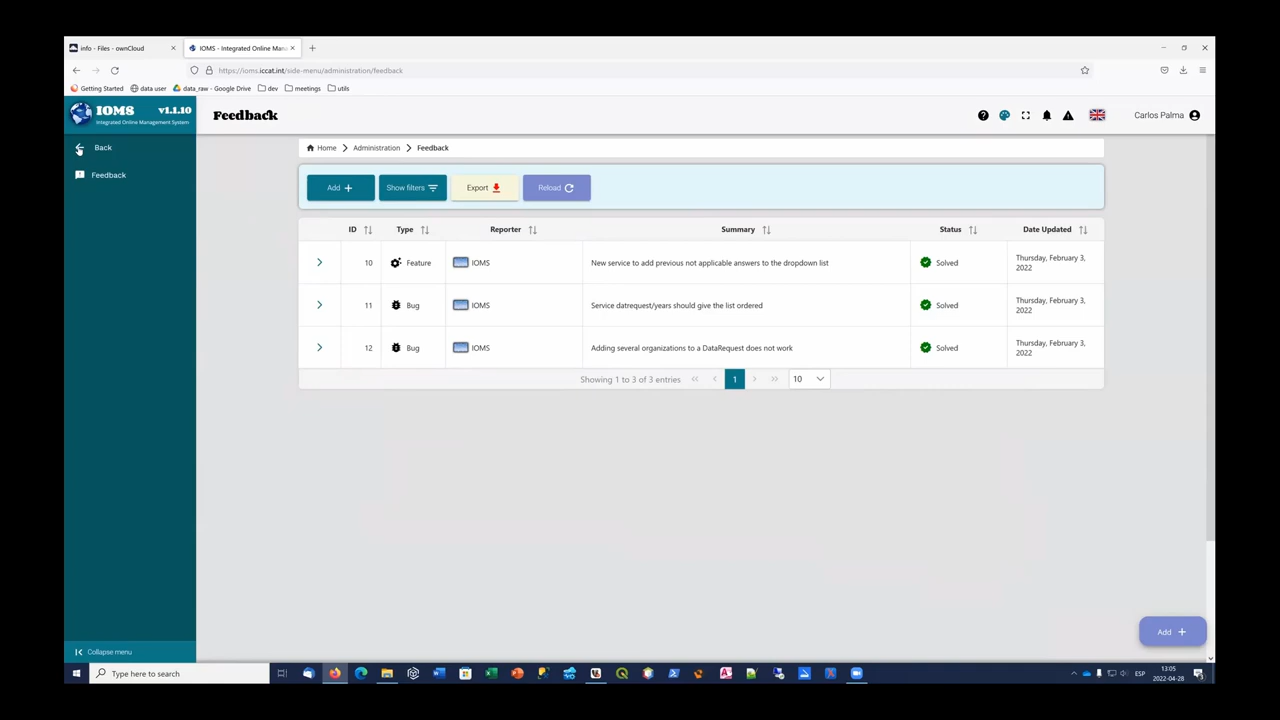 info - Files - ownCloud
IOMS - Integrated Online Mana
https://ioms.iccat.int/side-menu/administration/feedback
Getting Started
data user
data_raw - Google Drive
dev
meetings
utils
IOMS v1.1.10
Integrated Online Management System
Feedback
Carlos Palma
Back
Home
Administration
Feedback
Feedback
Add
Show filters
Export
Reload
ID Type Reporter Summary Status Date Updated
10 Feature IOMS New service to add previous not applicable answers to the dropdown list Solved Thursday, February 3,
2022
11 Bug IOMS Service datrequest/years should give the list ordered Solved Thursday, February 3,
2022
12 Bug IOMS Adding several organizations to a DataRequest does not work Solved Thursday, February 3,
2022
Showing 1 to 3 of 3 entries
1
10
Add
Collapse menu
Type here to search
ESP
13:05
2022-04-28